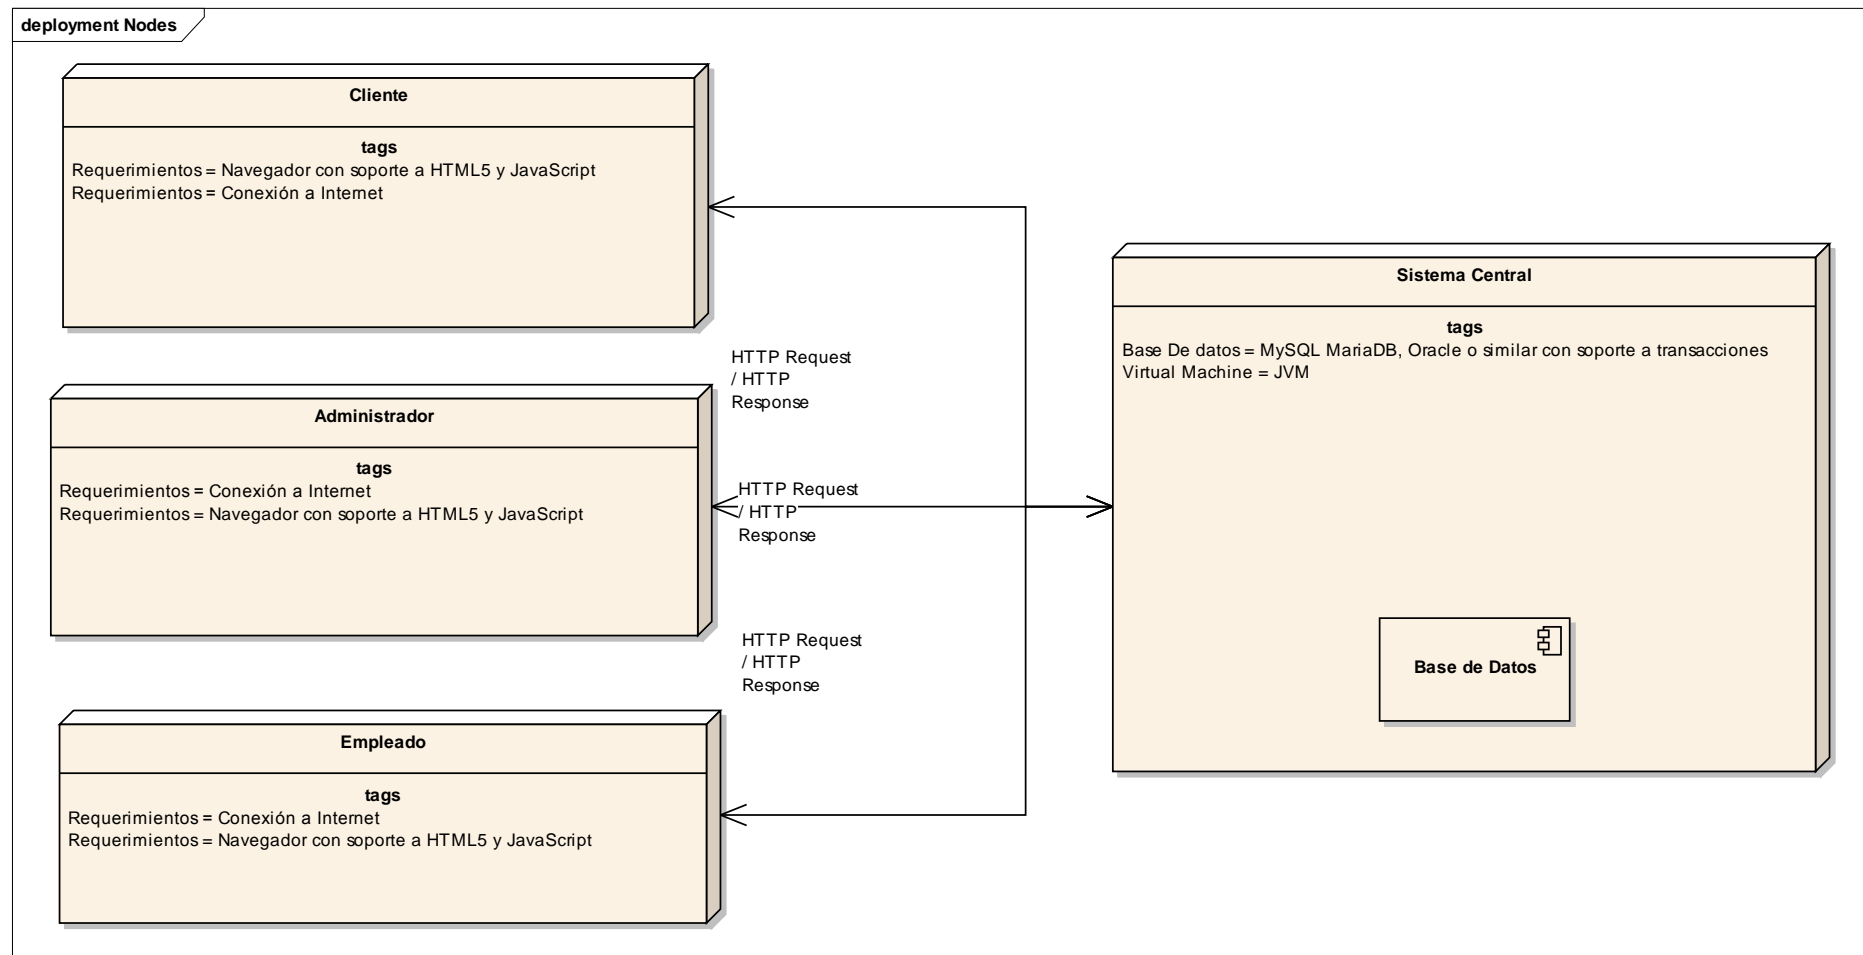 deployment Nodes
Cliente
tags
Requerimientos = Navegador con soporte a HTML5 y JavaScript
Requerimientos = Conexión a Internet
HTTP Request
/ HTTP
Response
Administrador
tags
Requerimientos = Conexión a Internet
Requerimientos = Navegador con soporte a HTML5 y JavaScript
HTTP Request
/ HTTP
Response
HTTP Request
/ HTTP
Response
Empleado
tags
Requerimientos = Conexión a Internet
Requerimientos = Navegador con soporte a HTML5 y JavaScript
Sistema Central
tags
Base De datos = MySQL MariaDB, Oracle o similar con soporte a transacciones
Virtual Machine = JVM
Base de Datos